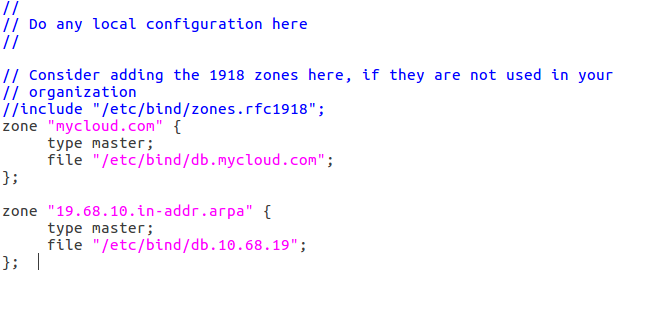 //
// Do any local configuration here
//

// Consider adding the 1918 zones here, if they are not used in your
// organization
//include "/etc/bind/zones.rfc1918";
zone "mycloud.com" {
     type master;
     file "/etc/bind/db.mycloud.com";
};

zone "19.68.10.in-addr.arpa" {
     type master;
     file "/etc/bind/db.10.68.19";
};